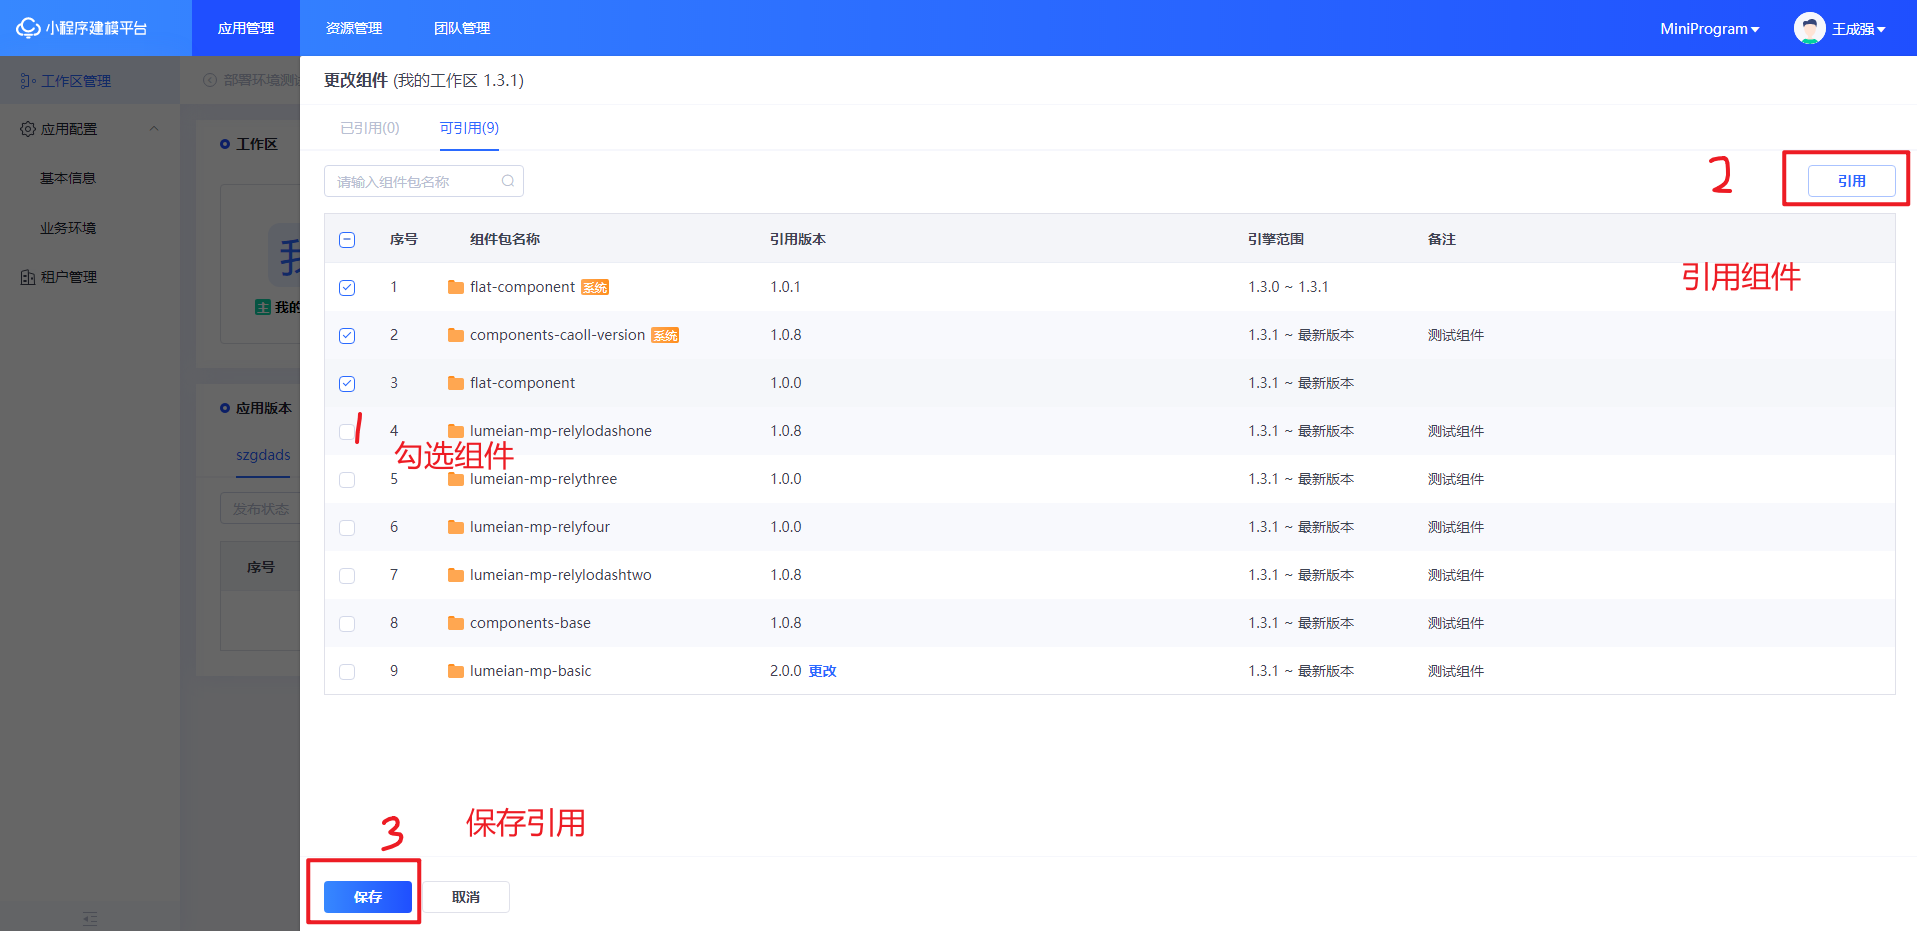 小程序建模平台
应用管理
资源管理
团队管理
MiniProgram
王成强
工作区管理
应用配置
基本信息
业务环境
租户管理
部署环境测试
工作区
主 我的
应用版本
szgdads
发布状态
序号
更改组件 (我的工作区 1.3.1)
已引用(0)
可引用(9)
请输入组件包名称
2
引用
序号 组件包名称 引用版本 引擎范围 备注
引用组件
1 flat-component 系统 1.0.1 1.3.0 ~ 1.3.1
2 components-caoll-version 系统 1.0.8 1.3.1 ~ 最新版本 测试组件
3 flat-component 1.0.0 1.3.1 ~ 最新版本
1
4 lumeian-mp-relylodashone 1.0.8 1.3.1 ~ 最新版本 测试组件
勾选组件
5 lumeian-mp-relythree 1.0.0 1.3.1 ~ 最新版本 测试组件
6 lumeian-mp-relyfour 1.0.0 1.3.1 ~ 最新版本 测试组件
7 lumeian-mp-relylodashtwo 1.0.8 1.3.1 ~ 最新版本 测试组件
8 components-base 1.0.8 1.3.1 ~ 最新版本 测试组件
9 lumeian-mp-basic 2.0.0 更改 1.3.1 ~ 最新版本 测试组件
3
保存引用
保存
取消